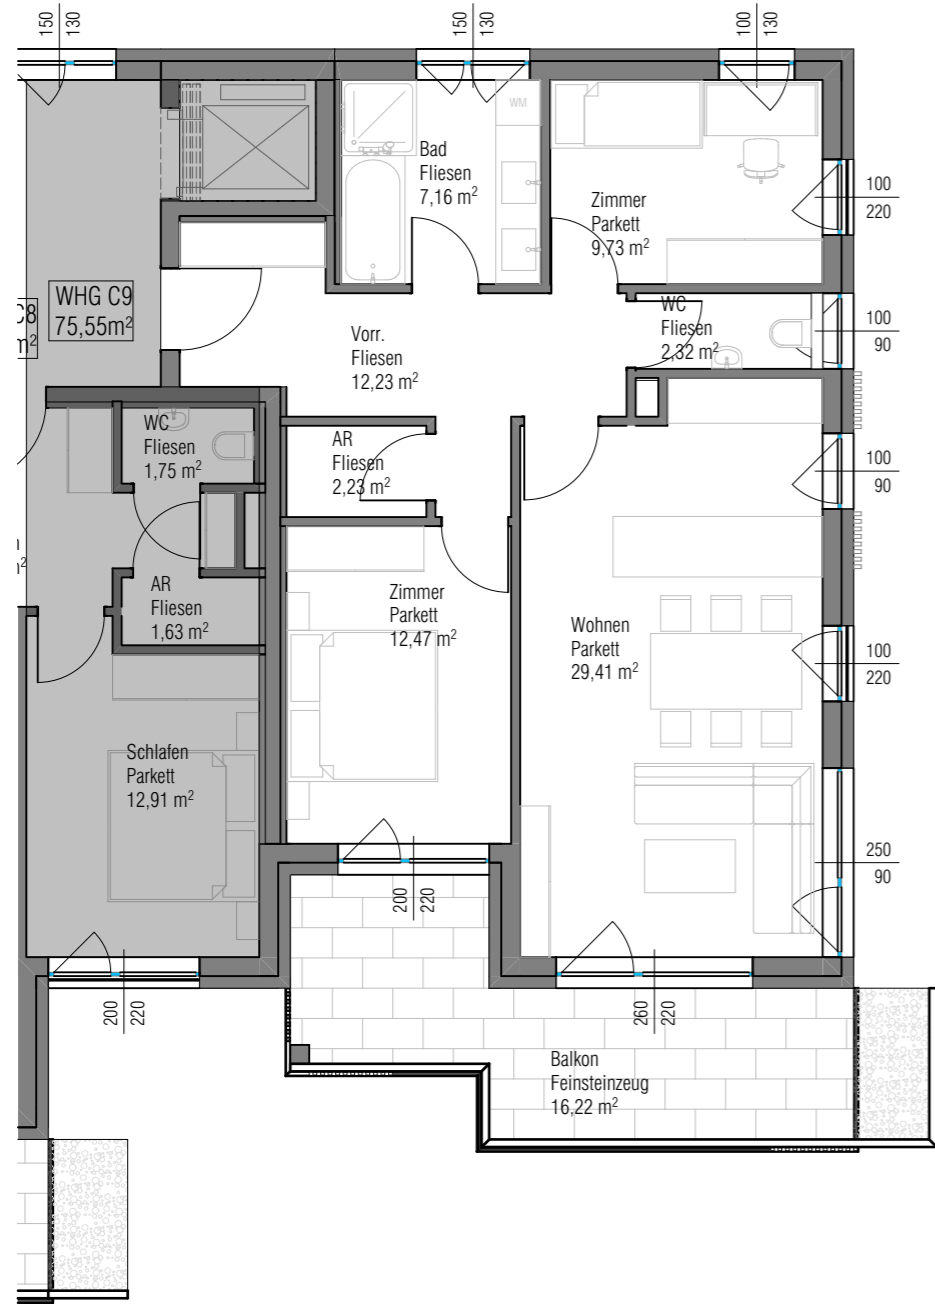 150
130
150
130
100
130
WM
Bad
Fliesen
7,16 m²
Zimmer
Parkett
9,73 m²
100
220
WHG C9
75,55m²
C8
m²
WC
Fliesen
2,32 m²
100
90
Vorr.
Fliesen
12,23 m²
WC
Fliesen
1,75 m²
AR
Fliesen
2,23 m²
100
90
m²
AR
Fliesen
1,63 m²
Zimmer
Parkett
12,47 m²
Wohnen
Parkett
29,41 m²
100
220
Schlafen
Parkett
12,91 m²
250
90
200
220
200
220
260
220
Balkon
Feinsteinzeug
16,22 m²